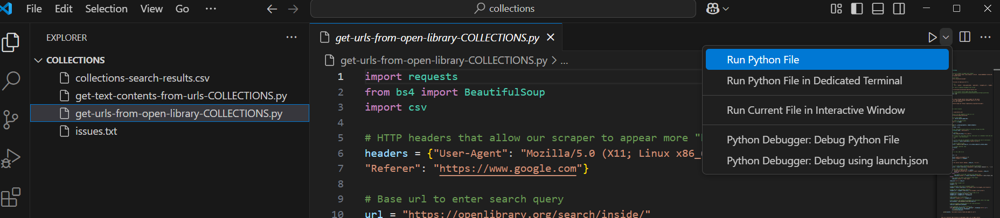 File Edit Selection View Go ···
collections
EXPLORER
COLLECTIONS
collections-search-results.csv
get-text-contents-from-urls-COLLECTIONS.py
get-urls-from-open-library-COLLECTIONS.py
issues.txt
get-urls-from-open-library-COLLECTIONS.py
get-urls-from-open-library-COLLECTIONS.py > ...
1 import requests
2 from bs4 import BeautifulSoup
3 import csv
4
5 # HTTP headers that allow our scraper to appear more "
6 headers = {"User-Agent": "Mozilla/5.0 (X11; Linux x86_
7 "Referer": "https://www.google.com"}
8
9 # Base url to enter search query
10 url = "https://openlibrary.org/search/inside/"
Run Python File
Run Python File in Dedicated Terminal
Run Current File in Interactive Window
Python Debugger: Debug Python File
Python Debugger: Debug using launch.json